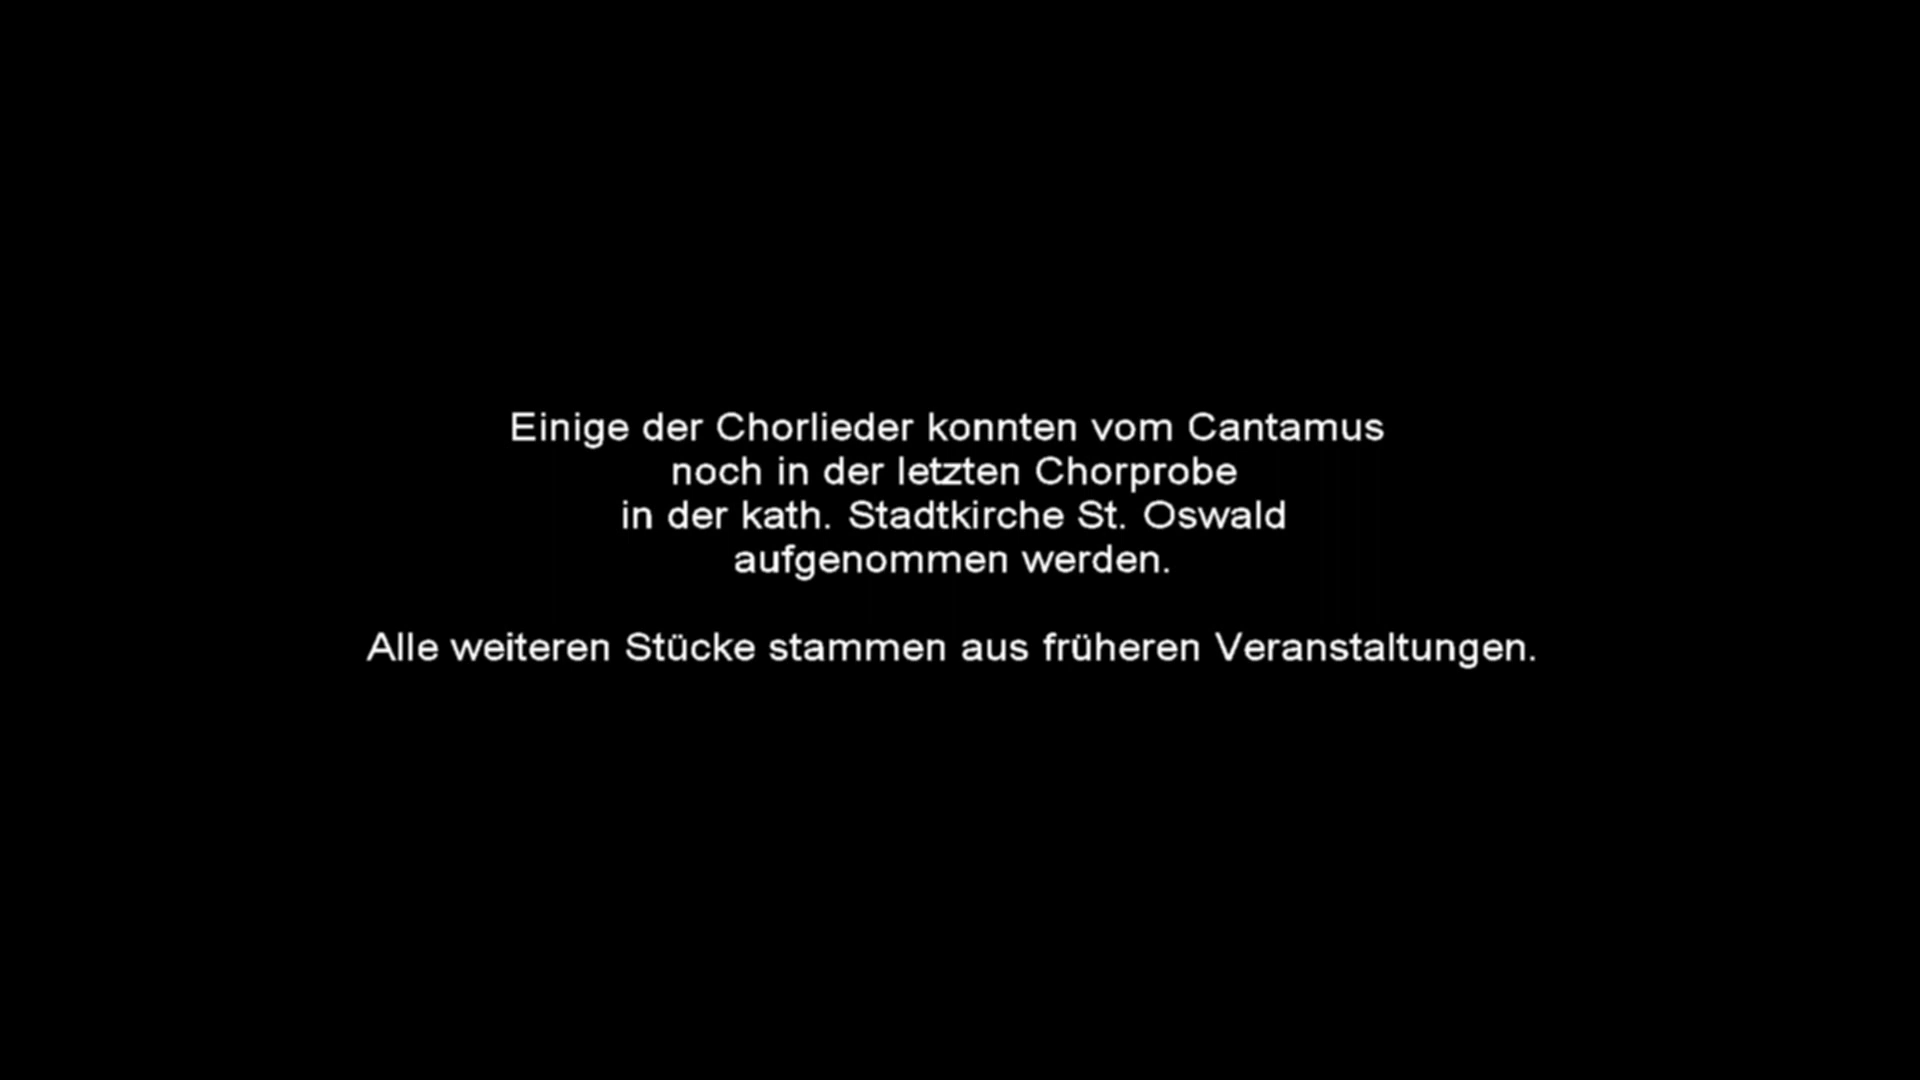 Einige der Chorlieder konnten vom Cantamus
noch in der letzten Chorprobe
in der kath. Stadtkirche St. Oswald
aufgenommen werden.
Alle weiteren Stücke stammen aus früheren Veranstaltungen.